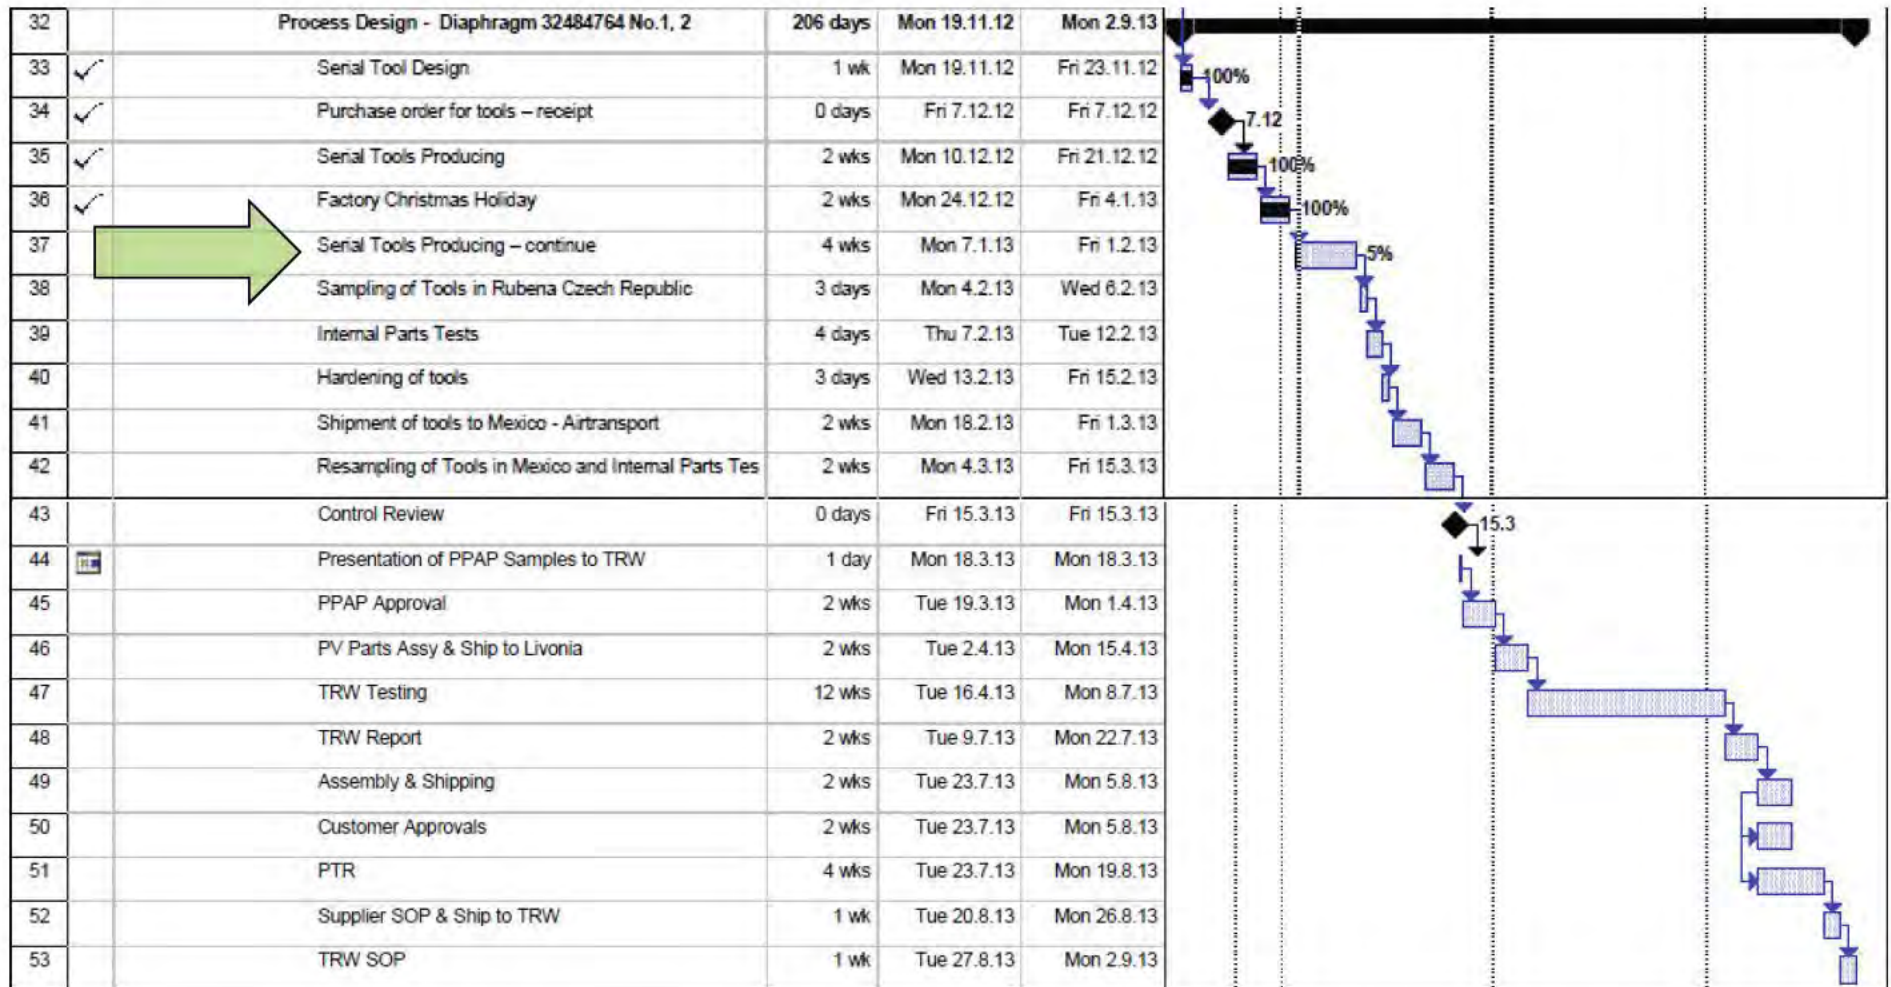 32 Process Design - Diaphragm 32484764 No.1, 2 206 days Mon 19.11.12 Mon 2.9.13
33 Serial Tool Design 1 wk Mon 19.11.12 Fri 23.11.12 100%
34 Purchase order for tools – receipt 0 days Fri 7.12.12 Fri 7.12.12 7.12
35 Serial Tools Producing 2 wks Mon 10.12.12 Fri 21.12.12 100%
36 Factory Christmas Holiday 2 wks Mon 24.12.12 Fri 4.1.13 100%
37 Serial Tools Producing – continue 4 wks Mon 7.1.13 Fri 1.2.13 5%
38 Sampling of Tools in Rubena Czech Republic 3 days Mon 4.2.13 Wed 6.2.13
39 Internal Parts Tests 4 days Thu 7.2.13 Tue 12.2.13
40 Hardening of tools 3 days Wed 13.2.13 Fri 15.2.13
41 Shipment of tools to Mexico - Airtransport 2 wks Mon 18.2.13 Fri 1.3.13
42 Resampling of Tools in Mexico and Internal Parts Tes 2 wks Mon 4.3.13 Fri 15.3.13
43 Control Review 0 days Fri 15.3.13 Fri 15.3.13 15.3
44 Presentation of PPAP Samples to TRW 1 day Mon 18.3.13 Mon 18.3.13
45 PPAP Approval 2 wks Tue 19.3.13 Mon 1.4.13
46 PV Parts Assy & Ship to Livonia 2 wks Tue 2.4.13 Mon 15.4.13
47 TRW Testing 12 wks Tue 16.4.13 Mon 8.7.13
48 TRW Report 2 wks Tue 9.7.13 Mon 22.7.13
49 Assembly & Shipping 2 wks Tue 23.7.13 Mon 5.8.13
50 Customer Approvals 2 wks Tue 23.7.13 Mon 5.8.13
51 PTR 4 wks Tue 23.7.13 Mon 19.8.13
52 Supplier SOP & Ship to TRW 1 wk Tue 20.8.13 Mon 26.8.13
53 TRW SOP 1 wk Tue 27.8.13 Mon 2.9.13